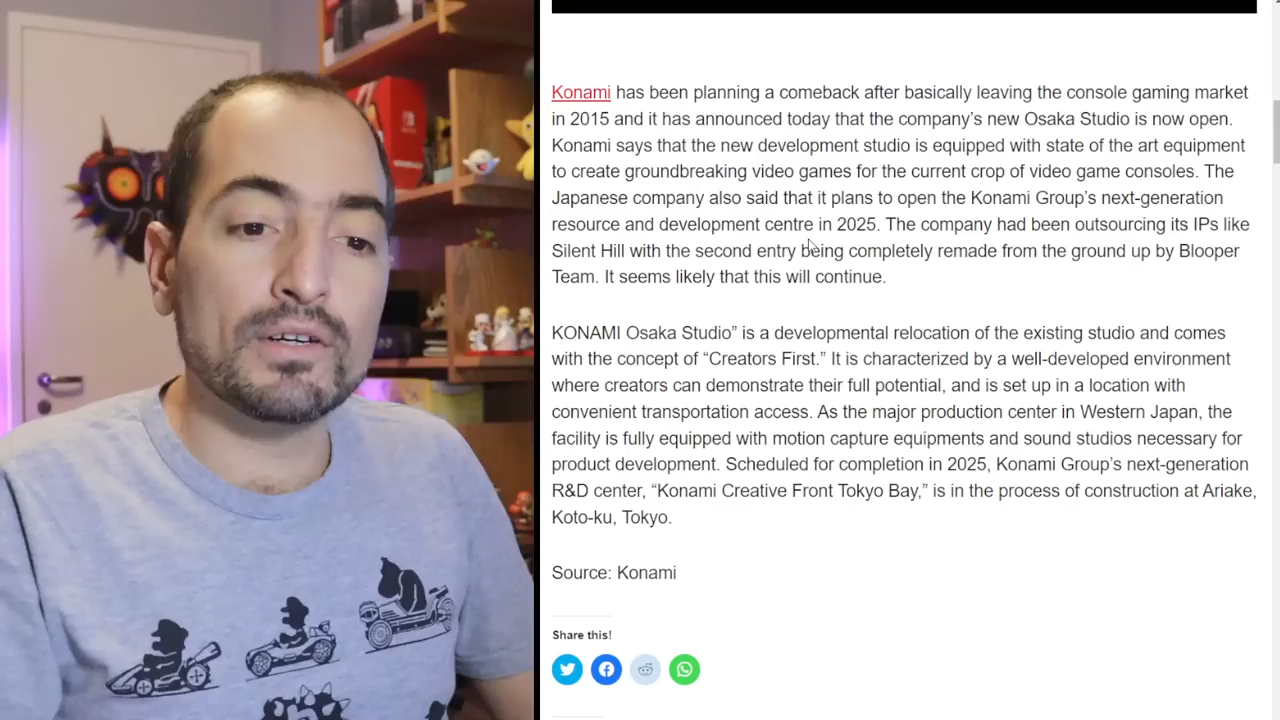 Konami has been planning a comeback after basically leaving the console gaming market
in 2015 and it has announced today that the company's new Osaka Studio is now open.
Konami says that the new development studio is equipped with state of the art equipment
to create groundbreaking video games for the current crop of video game consoles. The
Japanese company also said that it plans to open the Konami Group's next-generation
resource and development centre in 2025. The company had been outsourcing its IPs like
Silent Hill with the second entry being completely remade from the ground up by Blooper
Team. It seems likely that this will continue.
KONAMI Osaka Studio” is a developmental relocation of the existing studio and comes
with the concept of “Creators First.” It is characterized by a well-developed environment
where creators can demonstrate their full potential, and is set up in a location with
convenient transportation access. As the major production center in Western Japan, the
facility is fully equipped with motion capture equipments and sound studios necessary for
product development. Scheduled for completion in 2025, Konami Group's next-generation
R&D center, “Konami Creative Front Tokyo Bay,” is in the process of construction at Ariake,
Koto-ku, Tokyo.
Source: Konami
Share this!